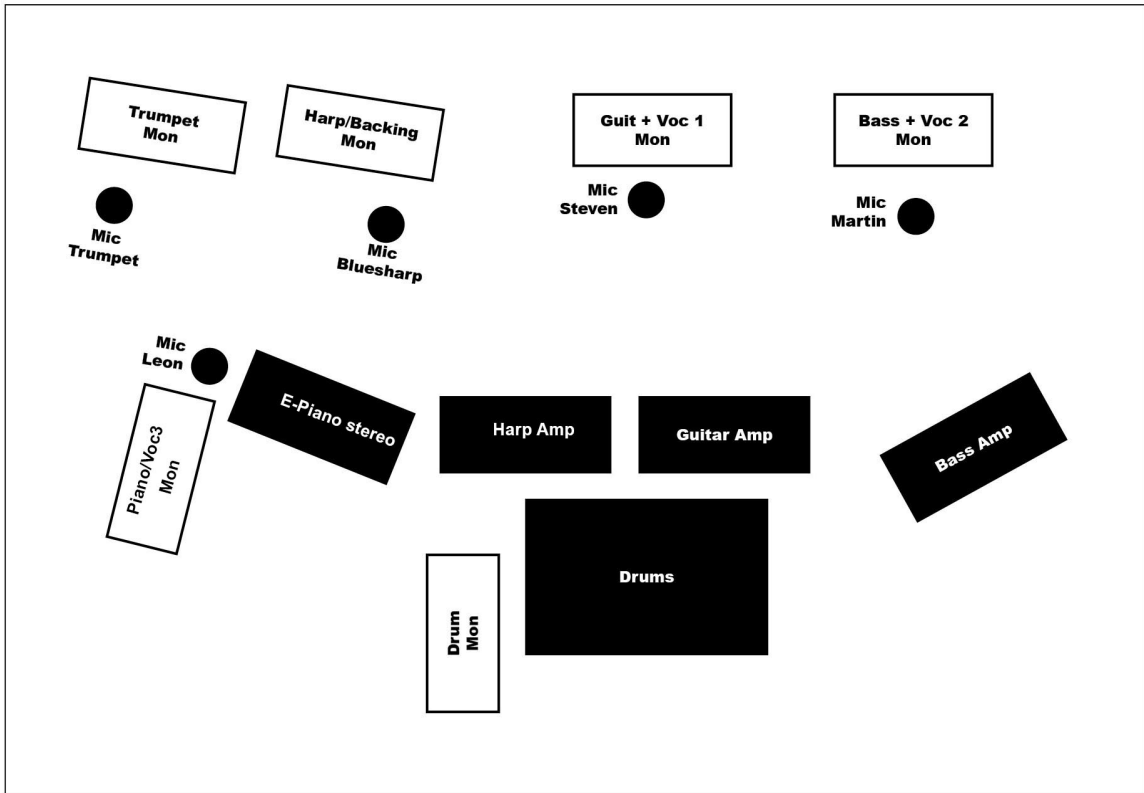 Trumpet
Mon
Harp/Backing
Mon
Guit + Voc 1
Mon
Bass + Voc 2
Mon
Mic
Trumpet
Mic
Bluesharp
Mic
Steven
Mic
Martin
Mic
Leon
E-Piano stereo
Piano/Voc3
Mon
Harp Amp
Guitar Amp
Bass Amp
Drums
Drum
Mon